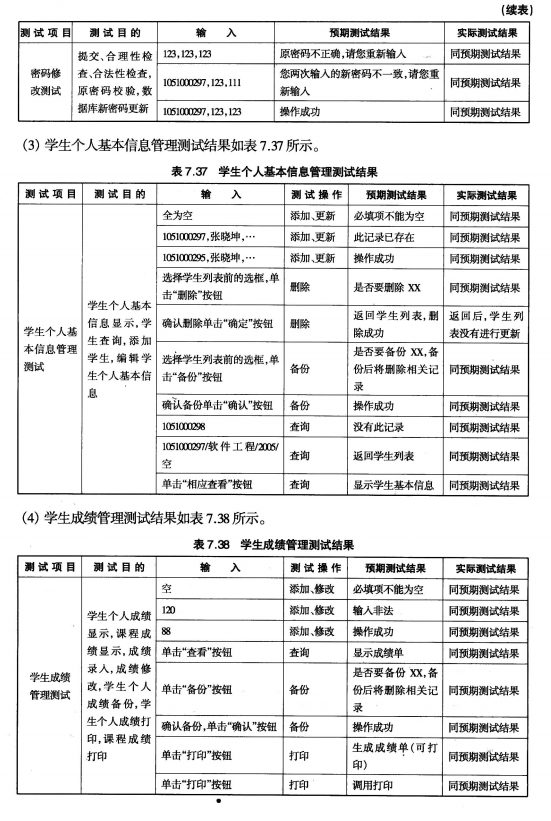 (续表)
测试项目 测试目的 输 入 预期测试结果 实际测试结果
密码修
改测试
提交、合理性检
查、合法性检查,
原密码校验,数
据库新密码更新
123,123,123 原密码不正确,请您重新输入 同预期测试结果
1051000297,123,111 您两次输入的新密码不一致,请您重
新输入 同预期测试结果
1051000297,123,123 操作成功 同预期测试结果
(3) 学生个人基本信息管理测试结果如表 7.37 所示。
表 7.37 学生个人基本信息管理测试结果
测试项目 测试目的 输 入 测试操作 预期测试结果 实际测试结果
学生个人基
本信息管理
测试
学生个人基本
信息显示,学
生查询,添加
学生,编辑学
生个人基本信
息
全为空 添加、更新 必填项不能为空 同预期测试结果
1051000297,张晓坤,… 添加、更新 此记录已存在 同预期测试结果
1051000295,张晓坤,… 添加、更新 操作成功 同预期测试结果
选择学生列表前的选框,单
击“删除”按钮 删除 是否要删除 XX 同预期测试结果
确认删除单击“确定”按钮 删除 返回学生列表,删
除成功 返回后,学生列
表没有进行更新
选择学生列表前的选框,单
击“备份”按钮 备份 是否要备份 XX,备
份后将删除相关记
录 同预期测试结果
确认备份单击“确认”按钮 备份 操作成功 同预期测试结果
1051000298 查询 没有此记录 同预期测试结果
1051000297/软件工程/2005/
空 查询 返回学生列表 同预期测试结果
单击“相应查看”按钮 查询 显示学生基本信息 同预期测试结果
(4) 学生成绩管理测试结果如表 7.38 所示。
表 7.38 学生成绩管理测试结果
测试项目 测试目的 输 入 测试操作 预期测试结果 实际测试结果
学生成绩
管理测试
学生个人成绩
显示,课程成
绩显示,成绩
录入,成绩修
改,学生个人
成绩备份,学
生个人成绩打
印,课程成绩
打印
空 添加、修改 必填项不能为空 同预期测试结果
120 添加、修改 输入非法 同预期测试结果
88 添加、修改 操作成功 同预期测试结果
单击“查看”按钮 查询 显示成绩单 同预期测试结果
单击“备份”按钮 备份 是否要备份 XX,备
份后将删除相关记
录 同预期测试结果
确认备份,单击“确认”按钮 备份 操作成功 同预期测试结果
单击“打印”按钮 打印 生成成绩单(可打
印) 同预期测试结果
单击“打印”按钮 打印 调用打印 同预期测试结果